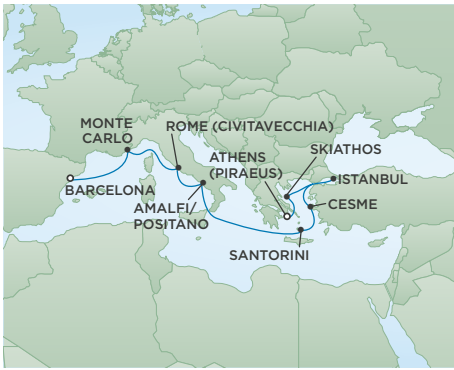 MONTE
CARLO
ROME (CIVITAVECCHIA)
ATHENS
(PIRAEUS)
SKIATHOS
BARCELONA
ISTANBUL
AMALFI/
POSITANO
CESME
SANTORINI